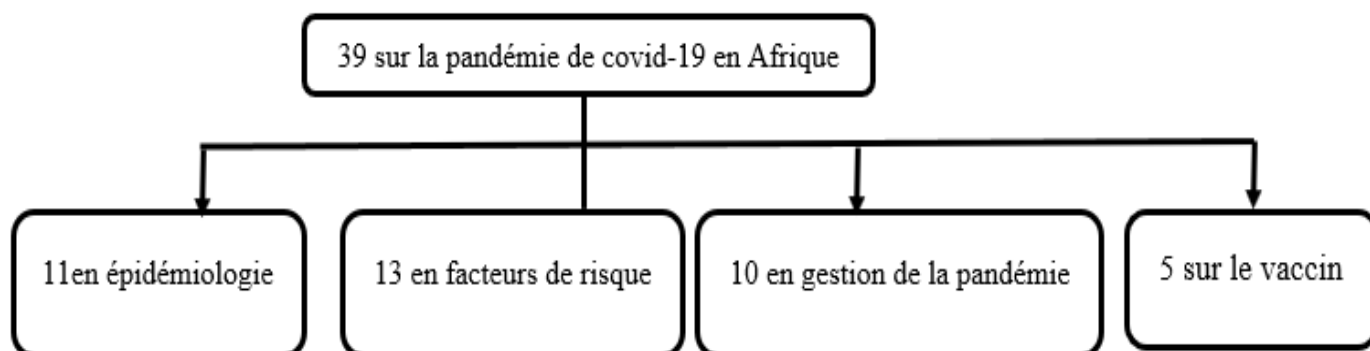 39 sur la pandémie de covid-19 en Afrique
11en épidémiologie
13 en facteurs de risque
10 en gestion de la pandémie
5 sur le vaccin